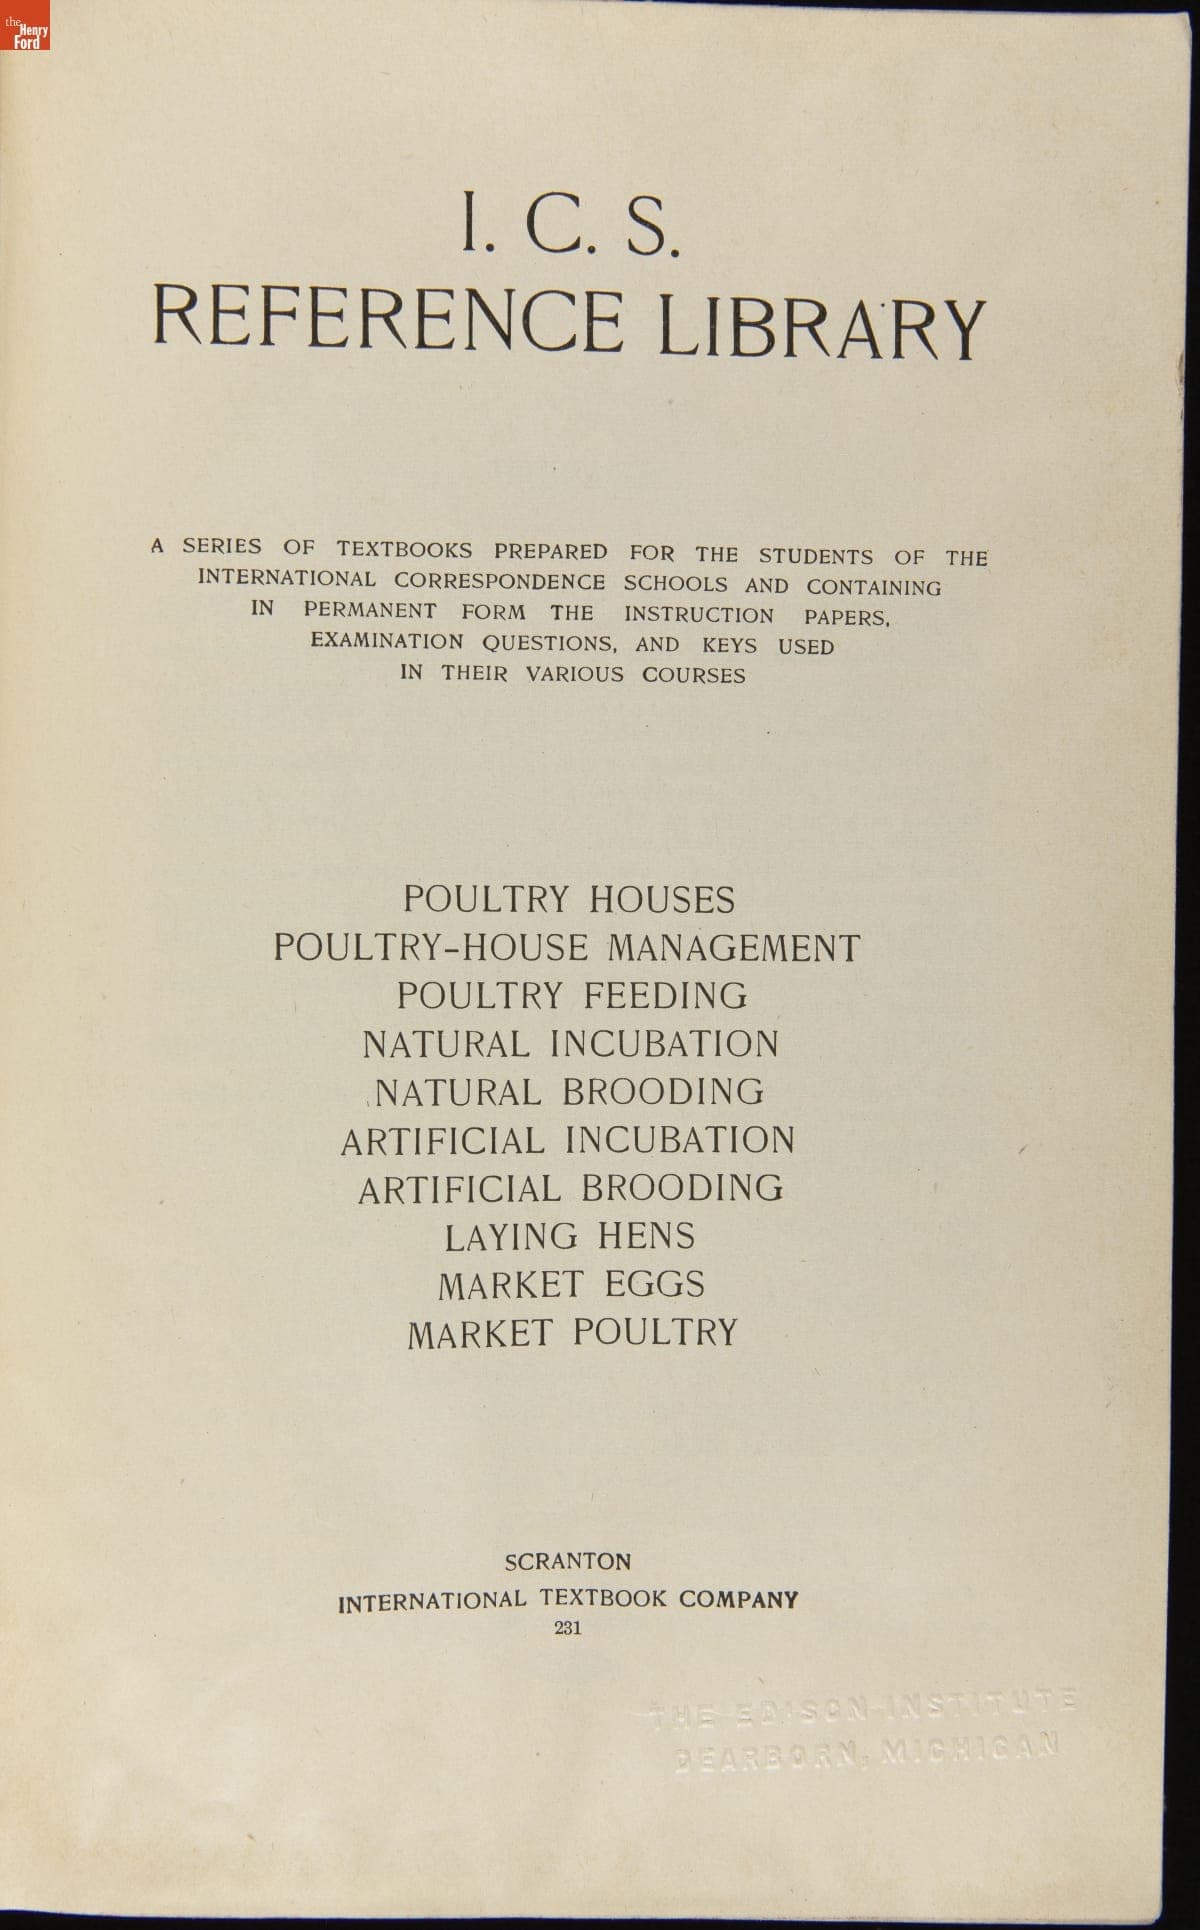 the
Henry
Ford
I. C. S.
REFERENCE LIBRARY
A SERIES OF TEXTBOOKS PREPARED FOR THE STUDENTS OF THE
INTERNATIONAL CORRESPONDENCE SCHOOLS AND CONTAINING
IN PERMANENT FORM THE INSTRUCTION PAPERS,
EXAMINATION QUESTIONS, AND KEYS USED
IN THEIR VARIOUS COURSES
POULTRY HOUSES
POULTRY-HOUSE MANAGEMENT
POULTRY FEEDING
NATURAL INCUBATION
NATURAL BROODING
ARTIFICIAL INCUBATION
ARTIFICIAL BROODING
LAYING HENS
MARKET EGGS
MARKET POULTRY
SCRANTON
INTERNATIONAL TEXTBOOK COMPANY
231
THE EDISON INSTITUTE
DEARBORN, MICHIGAN